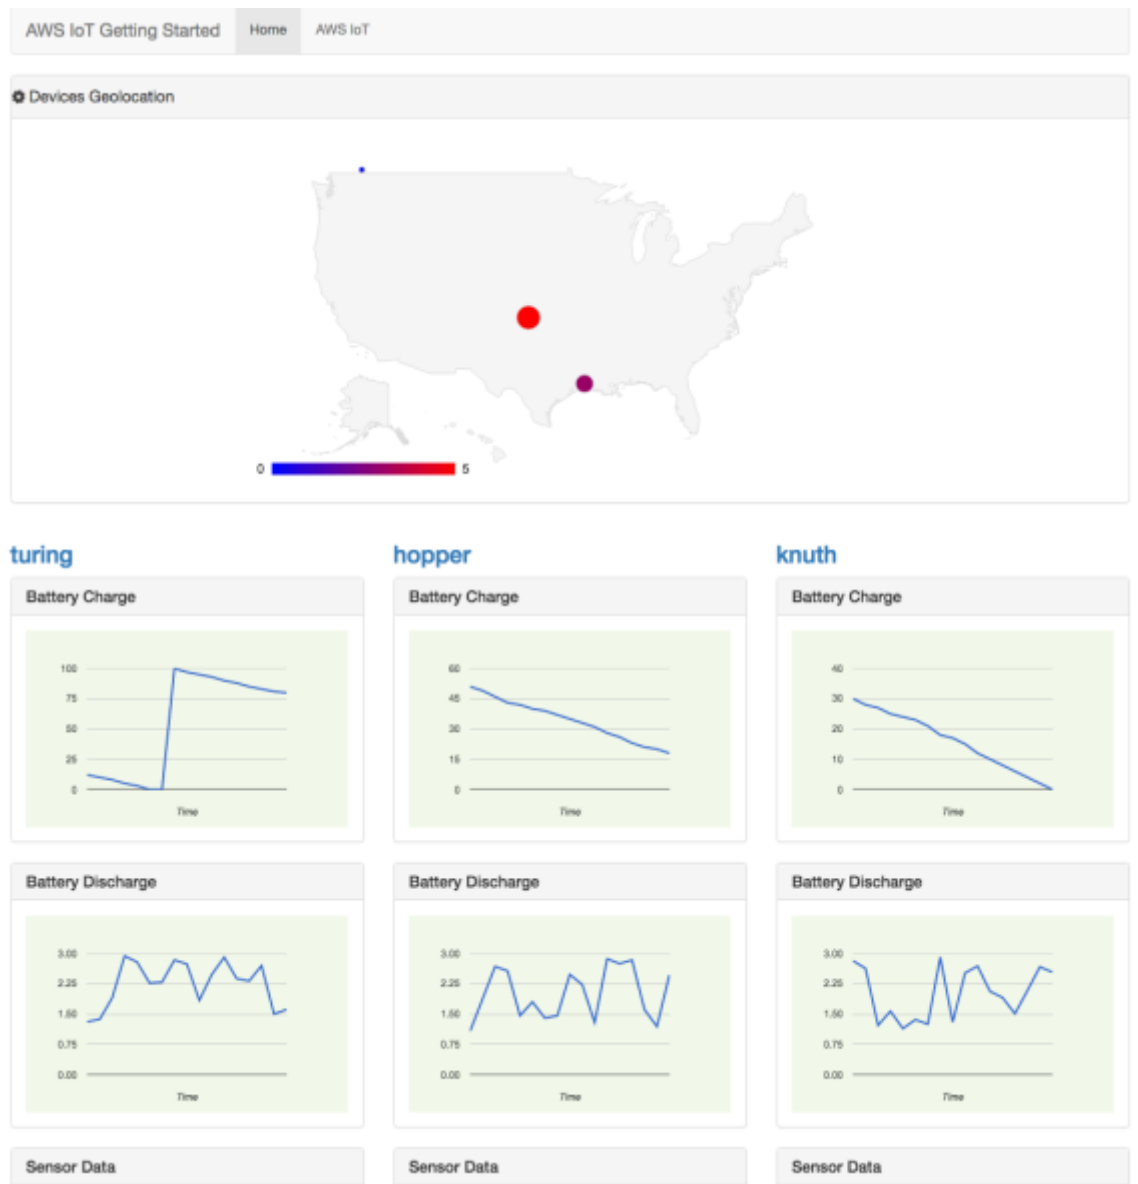 AWS IoT Getting Started Home AWS IoT
Devices Geolocation
0 5
turing hopper knuth
Battery Charge Battery Charge Battery Charge
100 60 40
75 45 30
50 30 20
25 15 10
0 0 0
Time Time Time
Battery Discharge Battery Discharge Battery Discharge
3.00 3.00 3.00
2.25 2.25 2.25
1.50 1.50 1.50
0.75 0.75 0.75
0.00 0.00 0.00
Time Time Time
Sensor Data Sensor Data Sensor Data